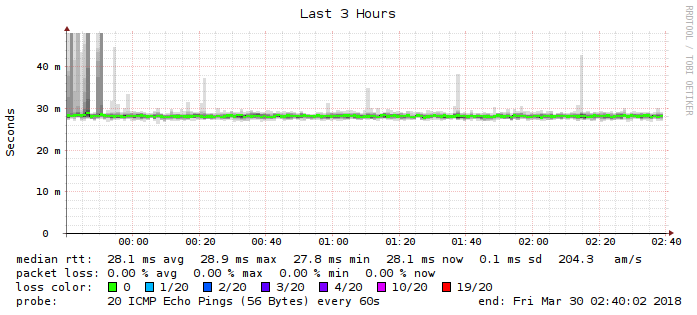 Last 3 Hours
RRDTOOL / TOBI OETIKER
Seconds
40 m
30 m
20 m
10 m
0
00:00 00:20 00:40 01:00 01:20 01:40 02:00 02:20 02:40
median rtt: 28.1 ms avg 28.9 ms max 27.8 ms min 28.1 ms now 0.1 ms sd 204.3 am/s
packet loss: 0.00 % avg 0.00 % max 0.00 % min 0.00 % now
loss color: 0 1/20 2/20 3/20 4/20 10/20 19/20
probe: 20 ICMP Echo Pings (56 Bytes) every 60s end: Fri Mar 30 02:40:02 2018